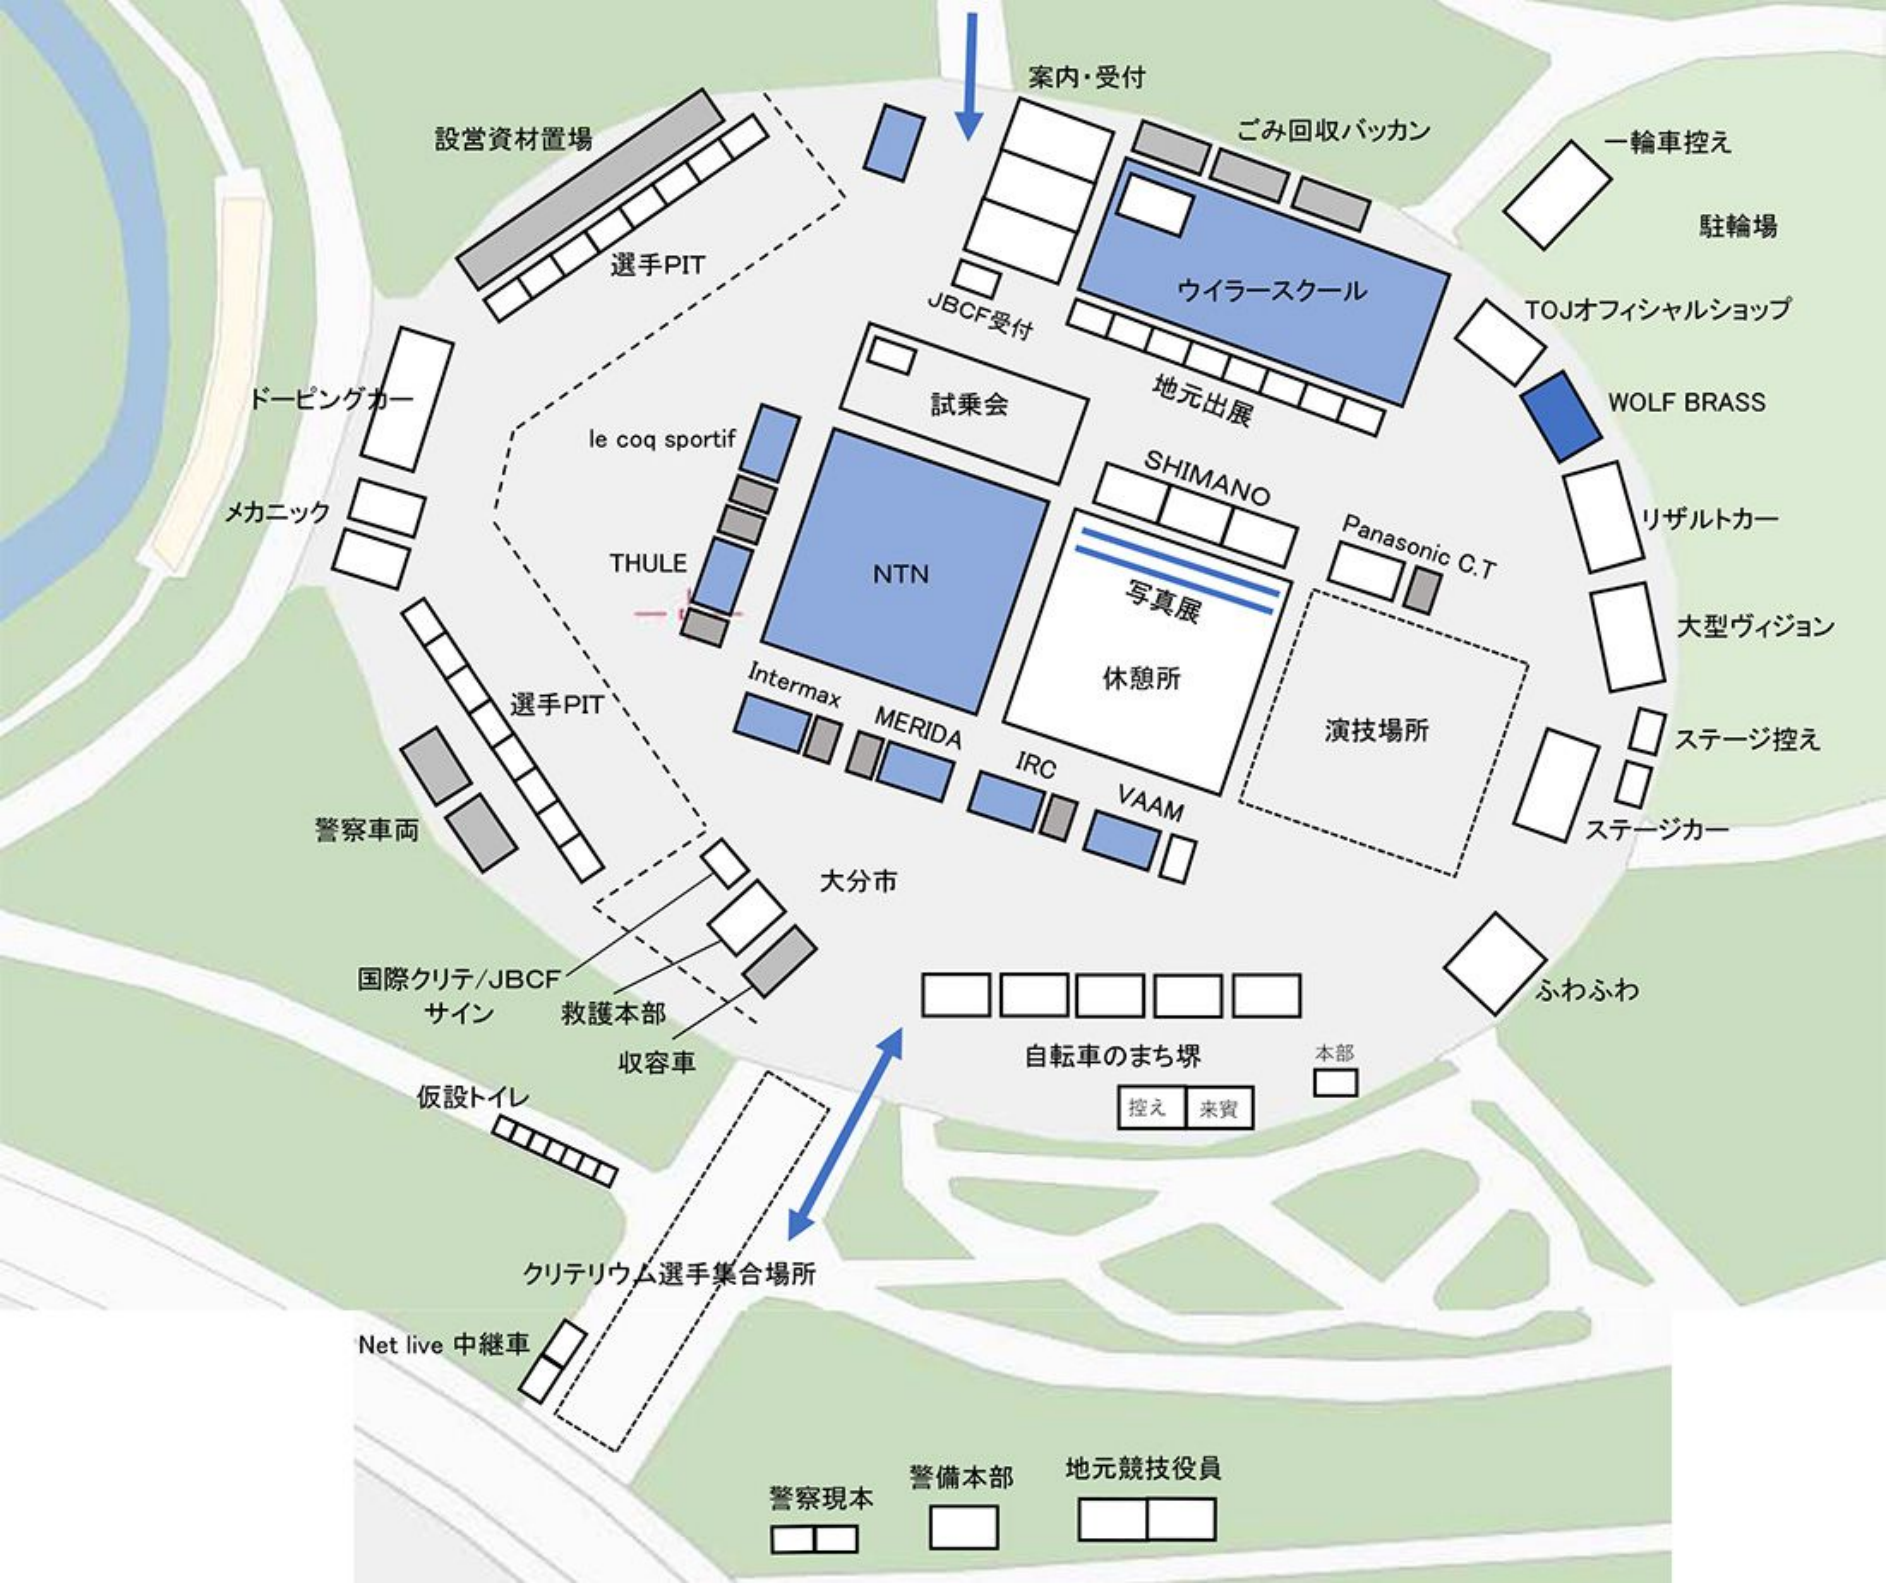 案内・受付
ごみ回収バッカン
設営資材置場
一輪車控え
駐輪場
選手PIT
ウイラースクール
JBCF受付
TOJオフィシャルショップ
ドーピングカー
試乗会
地元出展
WOLF BRASS
le coq sportif
SHIMANO
メカニック
リザルトカー
Panasonic C.T
THULE
NTN
写真展
大型ヴィジョン
休憩所
Intermax
選手PIT
MERIDA
演技場所
ステージ控え
IRC
VAAM
警察車両
ステージカー
大分市
国際クリテ/JBCF
サイン
救護本部
ふわふわ
収容車
自転車のまち堺
本部
仮設トイレ
控え
来賓
クリテリウム選手集合場所
Net live 中継車
警察現本
警備本部
地元競技役員